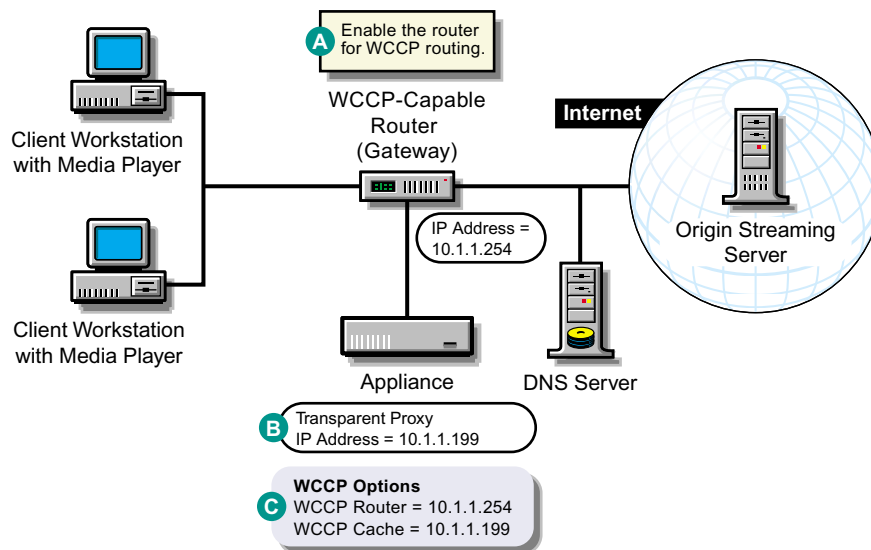 A
Enable the router
for WCCP routing.
WCCP-Capable
Router
(Gateway)
Internet
Client Workstation
with Media Player
IP Address =
10.1.1.254
Origin Streaming
Server
Client Workstation
with Media Player
Appliance
DNS Server
B
Transparent Proxy
IP Address = 10.1.1.199
C
WCCP Options
WCCP Router = 10.1.1.254
WCCP Cache = 10.1.1.199